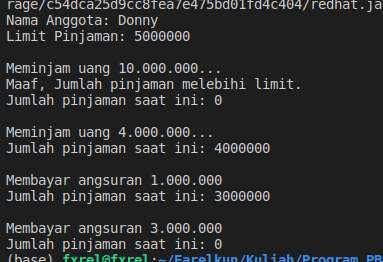 rage/c54dca25d9cc8fea7e475bd01fd4c404/redhat.ja
Nama Anggota: Donny
Limit Pinjaman: 5000000
Meminjam uang 10.000.000...
Maaf, Jumlah pinjaman melebihi limit.
Jumlah pinjaman saat ini: 0
Meminjam uang 4.000.000...
Jumlah pinjaman saat ini: 4000000
Membayar angsuran 1.000.000
Jumlah pinjaman saat ini: 3000000
Membayar angsuran 3.000.000
Jumlah pinjaman saat ini: 0
(base) fxrel@fxrel:~/Farelkun/Kuliah/Program PB